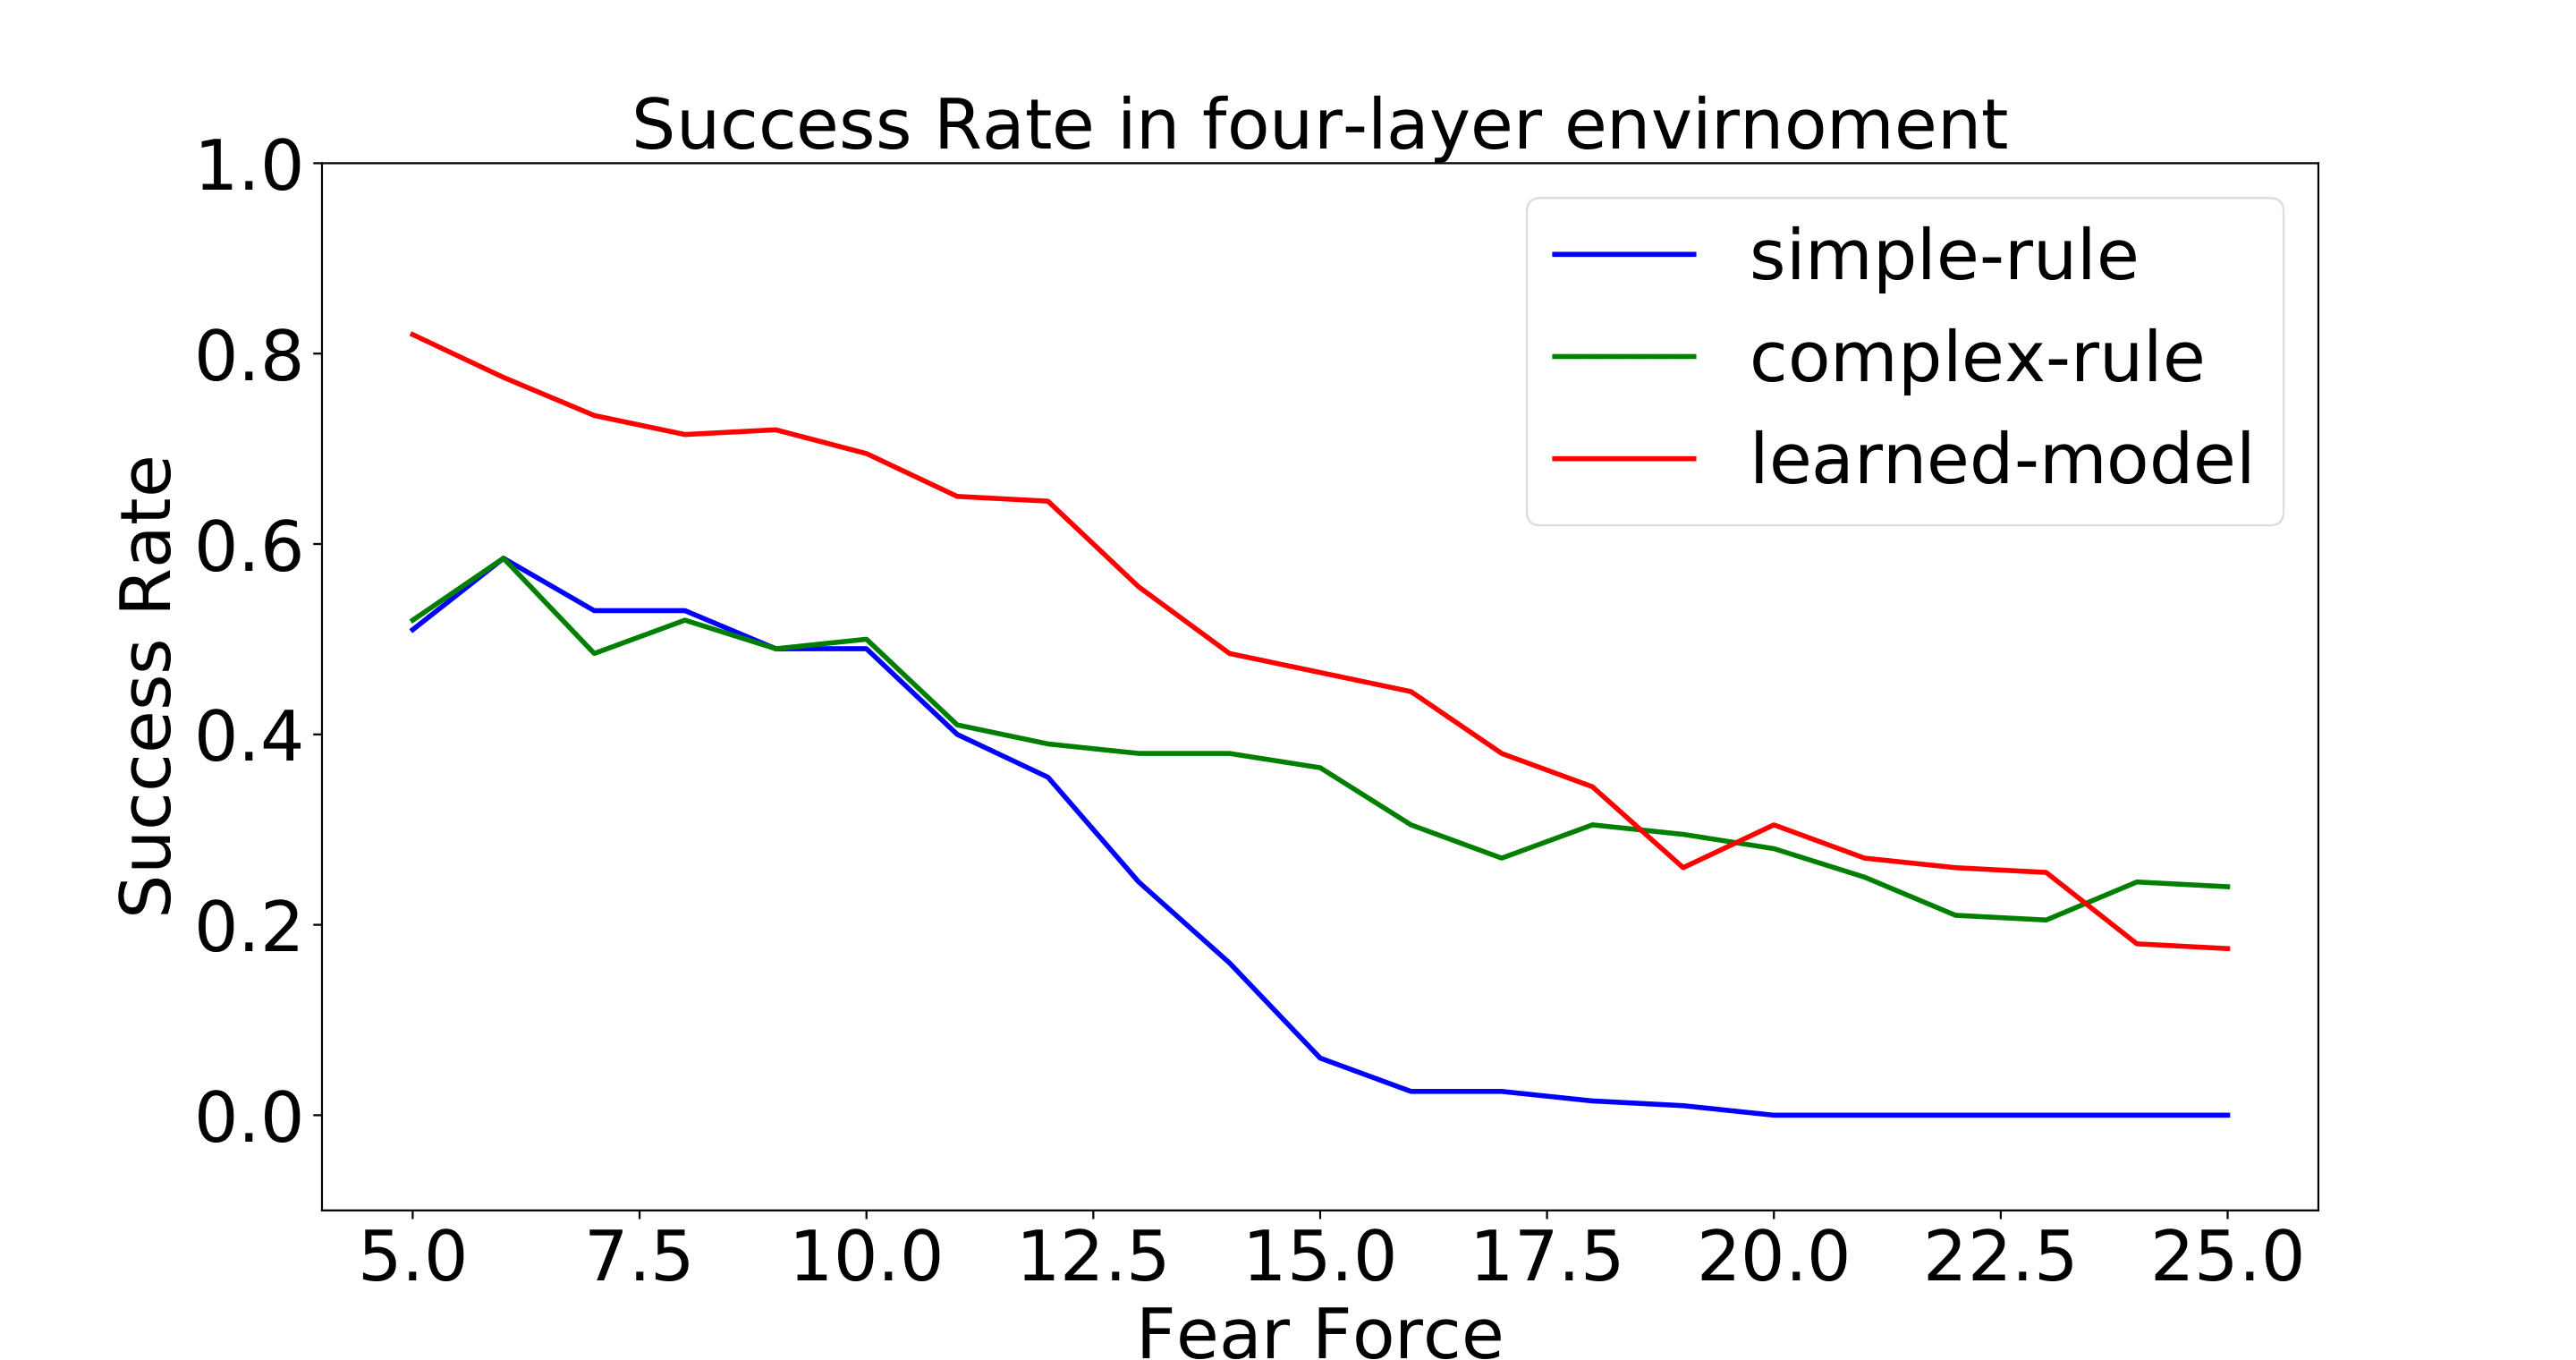 Success Rate in four-layer envirnoment
1.0
0.8
0.6
0.4
0.2
0.0
Success Rate
simple-rule
complex-rule
learned-model
5.0 7.5 10.0 12.5 15.0 17.5 20.0 22.5 25.0
Fear Force